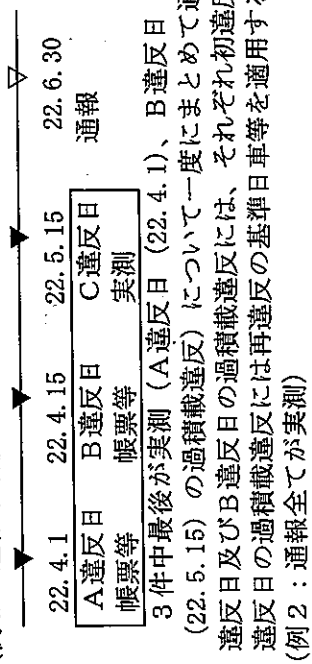 22.4.1 22.4.15 22.5.15 22.6.30
A違反日 B違反日 C違反日 通報
帳票等 帳票等 実測
3件中最後が実測（A違反日（22.4.1）、B違反日
（22.5.15）の過積載違反）について一度にまとめて通
違反日及びB違反日の過積載違反には、それぞれ初違反
違反日の過積載違反には再違反の基準日車等を適用する
（例2：通報全てが実測）